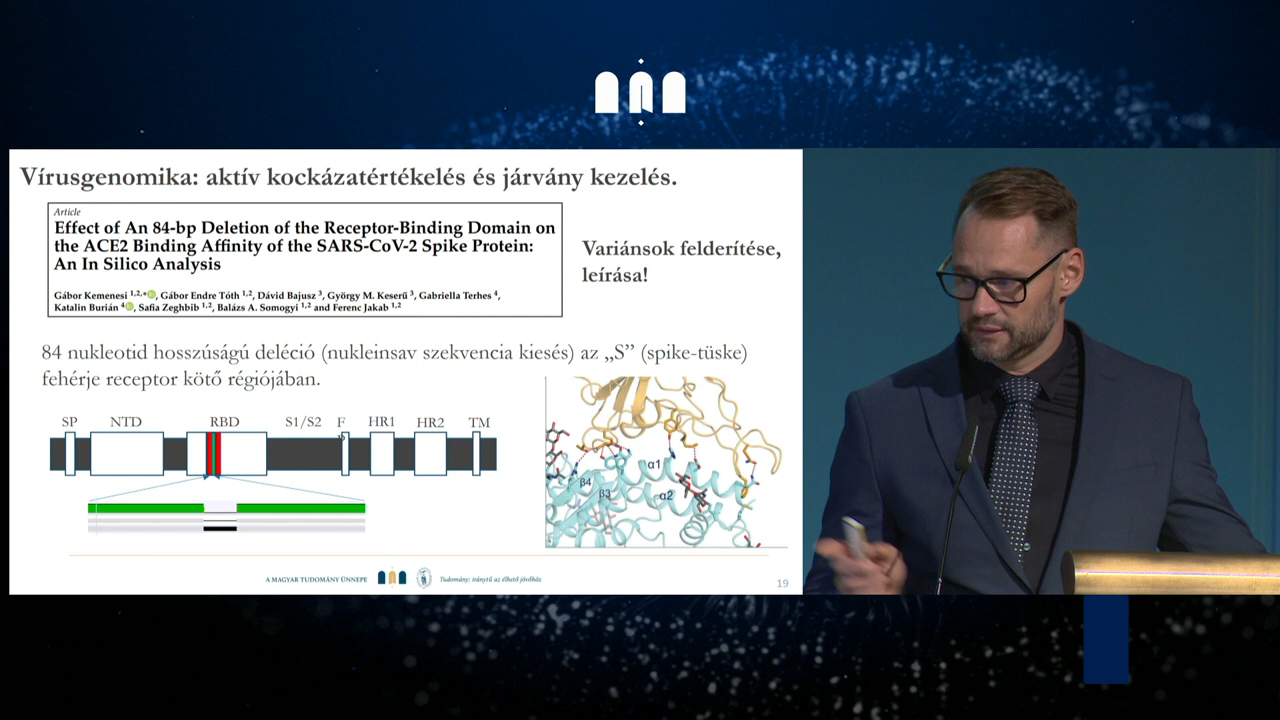 Vírusgenomika: aktív kockázatértékelés és járvány kezelés.
Article
Effect of An 84-bp Deletion of the Receptor-Binding Domain on
the ACE2 Binding Affinity of the SARS-CoV-2 Spike Protein:
An In Silico Analysis
Gábor Kemenesi 1,2,*, Gábor Endre Tóth 1,2, Dávid Bajusz 3, György M. Keserű 3, Gabriella Terhes 4,
Katalin Burián 4, Safia Zeghbib 1,2, Balázs A. Somogyi 1,2 and Ferenc Jakab 1,2
Variánsok felderítése,
leírása!
84 nukleotid hosszúságú deléció (nukleinsav szekvencia kiesés) az „S” (spike-tüske)
fehérje receptor kötő régiójában.
SP NTD RBD S1/S2 F HR1 HR2 TM
α1
β4
β3
α2
A MAGYAR TUDOMÁNY ÜNNEPE
Tudomány: iránytű az élhető jövőhöz
19